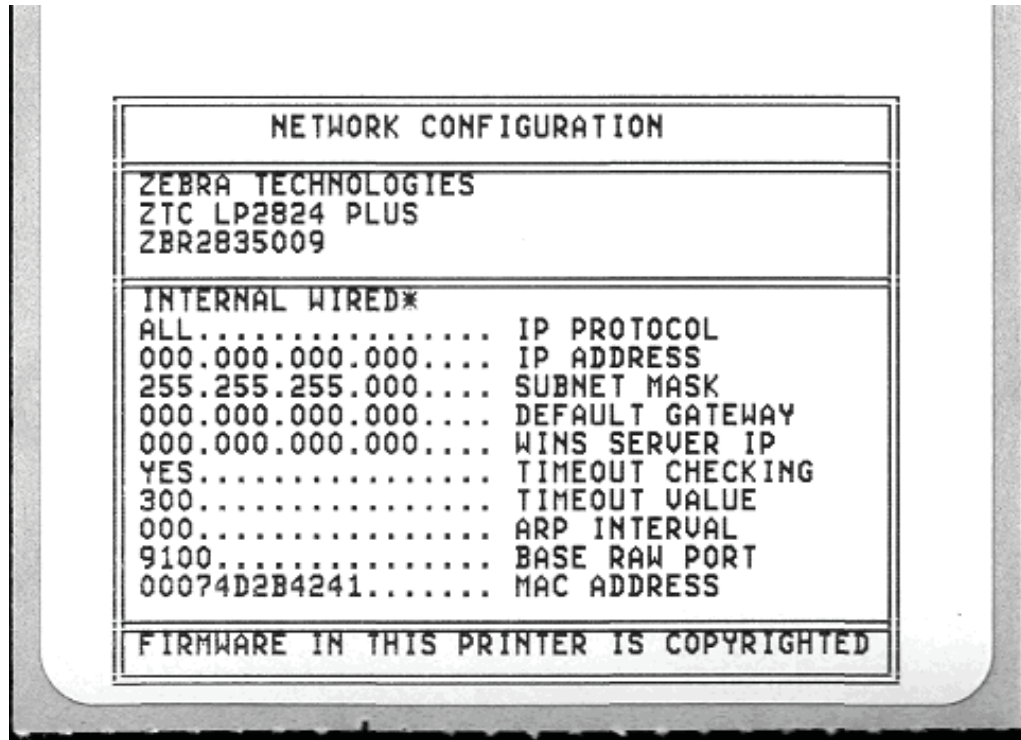 NETWORK CONFIGURATION
ZEBRA TECHNOLOGIES
ZTC LP2824 PLUS
ZBR2835009
INTERNAL WIRED*
ALL................ IP PROTOCOL
000.000.000.000.... IP ADDRESS
255.255.255.000.... SUBNET MASK
000.000.000.000.... DEFAULT GATEWAY
000.000.000.000.... WINS SERVER IP
YES................ TIMEOUT CHECKING
300................ TIMEOUT VALUE
000................ ARP INTERVAL
9100............... BASE RAW PORT
00074D2B4241....... MAC ADDRESS
FIRMWARE IN THIS PRINTER IS COPYRIGHTED